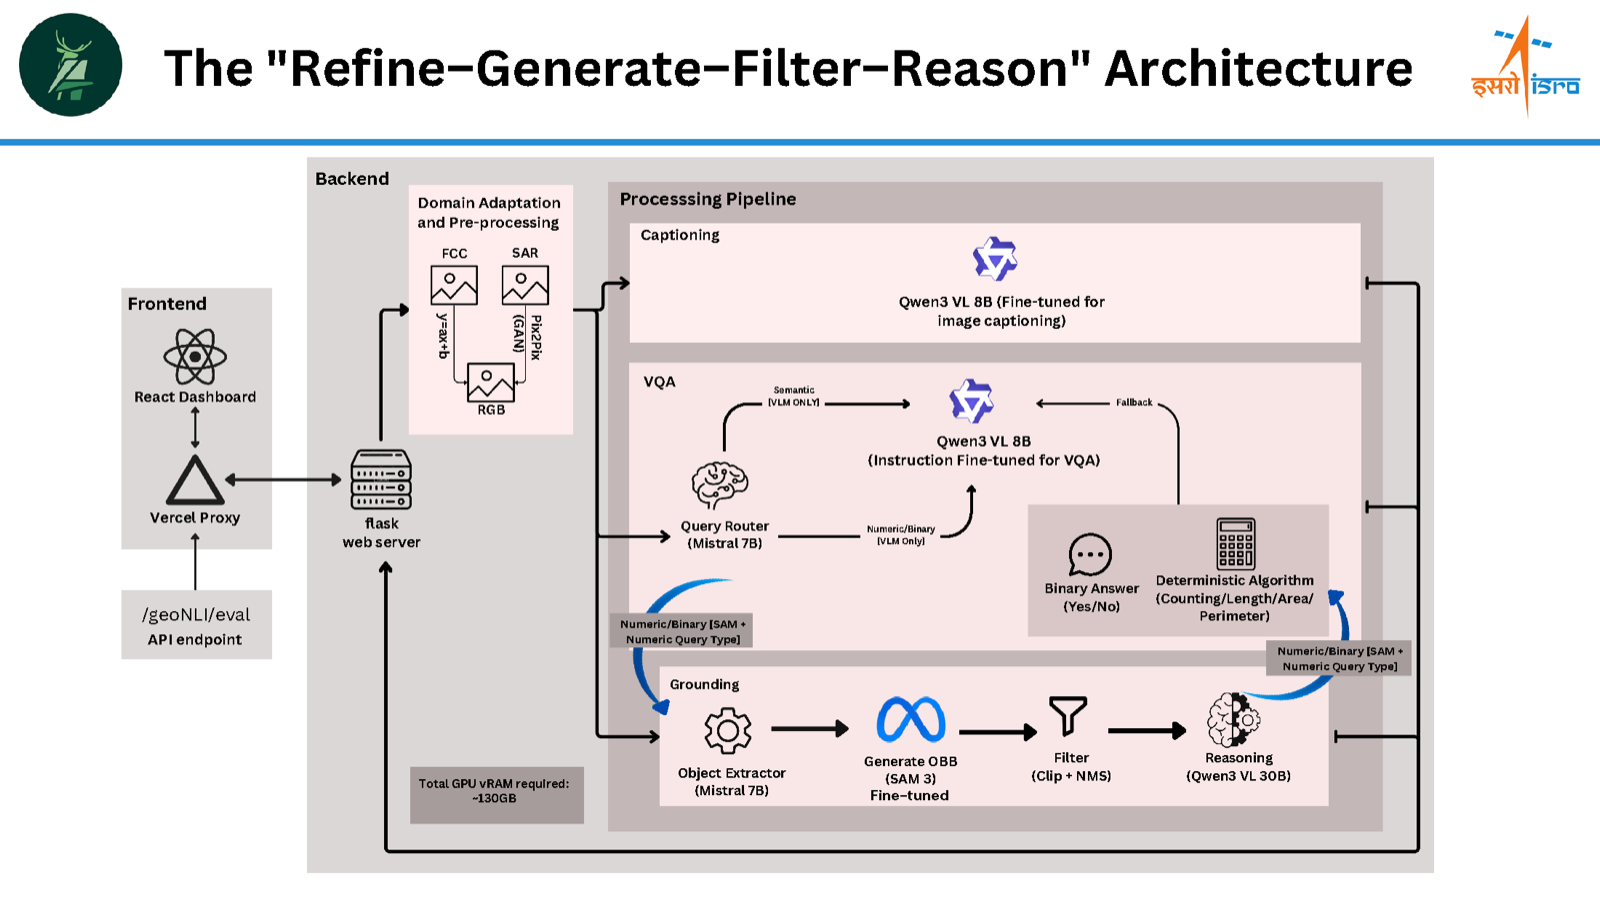 The "Refine–Generate–Filter–Reason" Architecture
इसरो isro
Backend
Domain Adaptation
and Pre-processing
FCC
SAR
y=ax+b
Pix2Pix
(GAN)
RGB
Processsing Pipeline
Captioning
Qwen3 VL 8B (Fine-tuned for
image captioning)
Frontend
React Dashboard
Vercel Proxy
/geoNLI/eval
API endpoint
flask
web server
VQA
Semantic
[VLM ONLY]
Fallback
Qwen3 VL 8B
(Instruction Fine-tuned for VQA)
Query Router
(Mistral 7B)
Numeric/Binary
[VLM Only]
Binary Answer
(Yes/No)
Deterministic Algorithm
(Counting/Length/Area/
Perimeter)
Numeric/Binary [SAM +
Numeric Query Type]
Numeric/Binary [SAM +
Numeric Query Type]
Grounding
Object Extractor
(Mistral 7B)
Generate OBB
(SAM 3)
Fine–tuned
Filter
(Clip + NMS)
Reasoning
(Qwen3 VL 30B)
Total GPU vRAM required:
~130GB